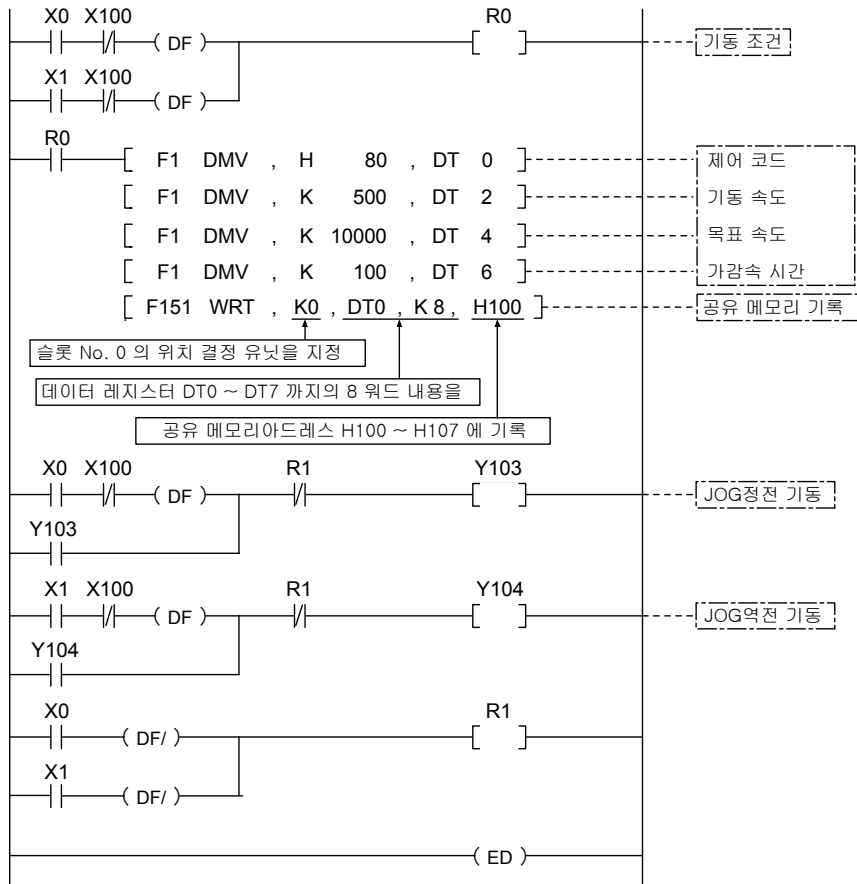 X0 X100 R0
( DF ) 기동 조건
X1 X100
( DF )
R0
[ F1 DMV , H 80 , DT 0 ] 제어 코드
[ F1 DMV , K 500 , DT 2 ] 기동 속도
[ F1 DMV , K 10000 , DT 4 ] 목표 속도
[ F1 DMV , K 100 , DT 6 ] 가감속 시간
[ F151 WRT , K0 , DT0 , K 8 , H100 ] 공유 메모리 기록
슬롯 No. 0 의 위치 결정 유닛을 지정
데이터 레지스터 DT0 ~ DT7 까지의 8 워드 내용을
공유 메모리아드레스 H100 ~ H107 에 기록
X0 X100 R1 Y103
( DF ) JOG정전 기동
Y103
X1 X100 R1 Y104
( DF ) JOG역전 기동
Y104
X0 R1
( DF/ )
X1
( DF/ )
( ED )